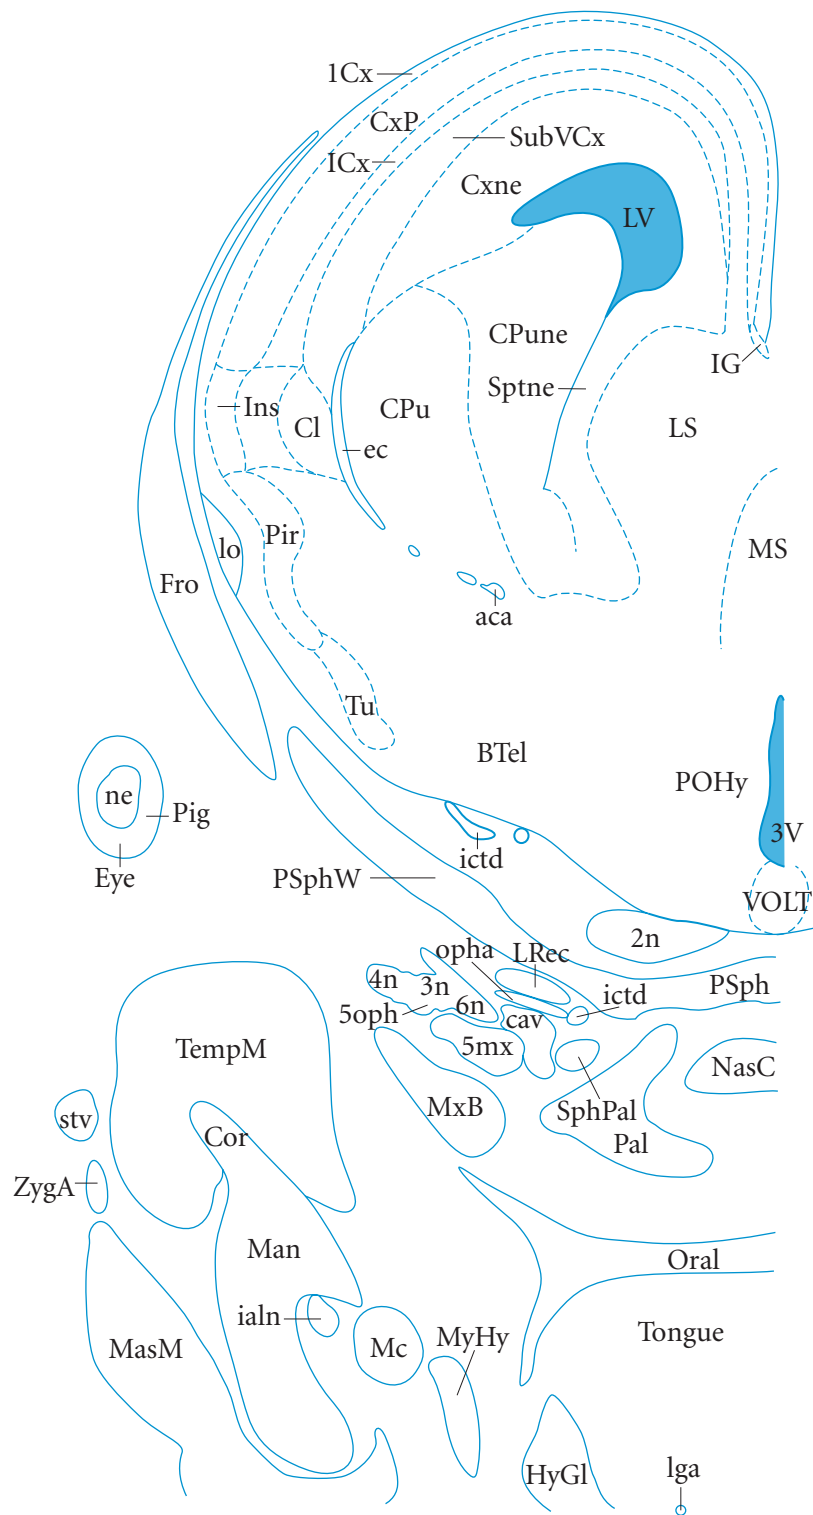 1Cx
CxP
SubVCx
ICx
Cxne
LV
CPune
IG
Sptne
Ins
CPu
Cl
LS
ec
Pir
lo
MS
Fro
aca
Tu
BTel
POHy
ne
Pig
3V
ictd
Eye
PSphW
VOLT
2n
opha
LRec
4n
3n
PSph
ictd
6n
5oph
cav
TempM
5mx
NasC
MxB
SphPal
stv
Cor
Pal
ZygA
Man
Oral
ialn
Tongue
MyHy
MasM
Mc
lga
HyGl